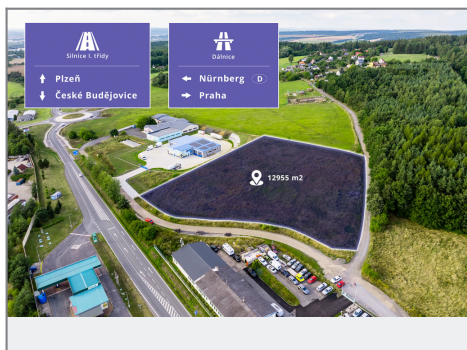 Silnice I. třídy
Plzeň
České Budějovice
Dálnice
Nürnberg D
Praha
12955 m2